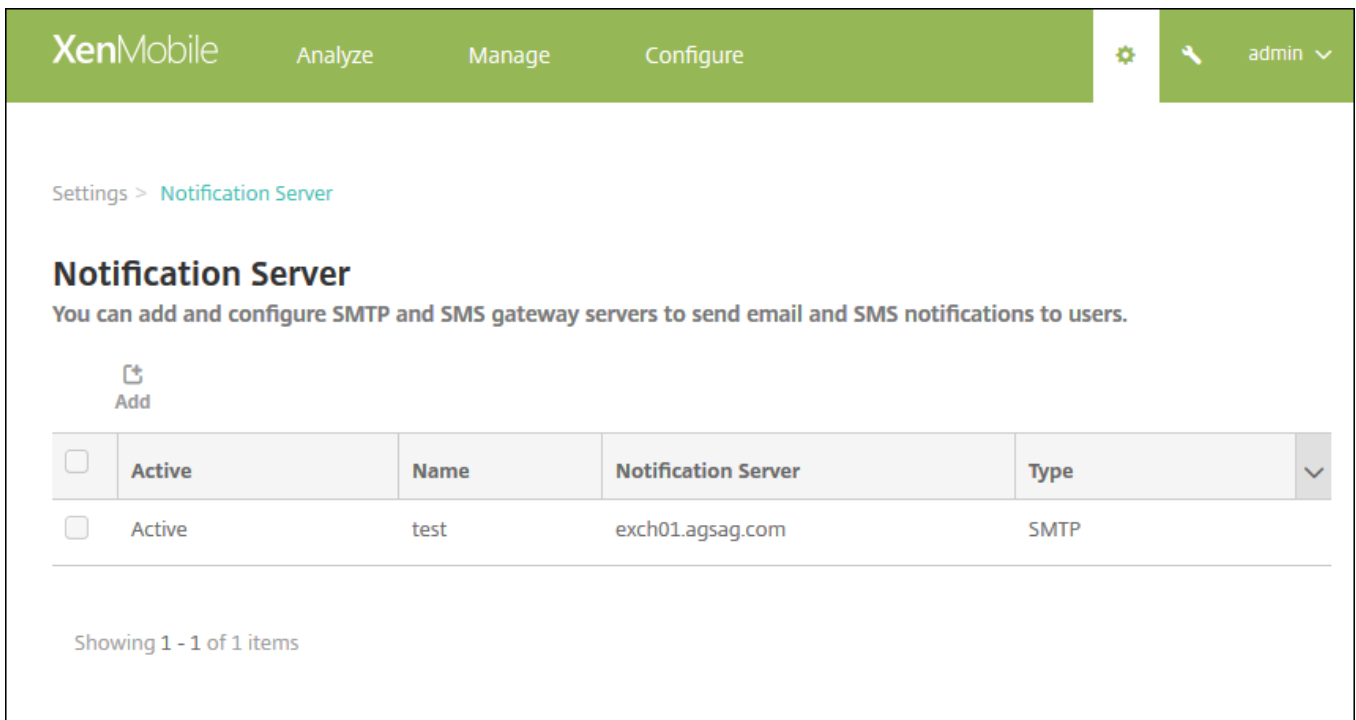 XenMobile Analyze Manage Configure admin
Settings > Notification Server
Notification Server
You can add and configure SMTP and SMS gateway servers to send email and SMS notifications to users.
Add
Active Name Notification Server Type
Active test exch01.agsag.com SMTP
Showing 1 - 1 of 1 items